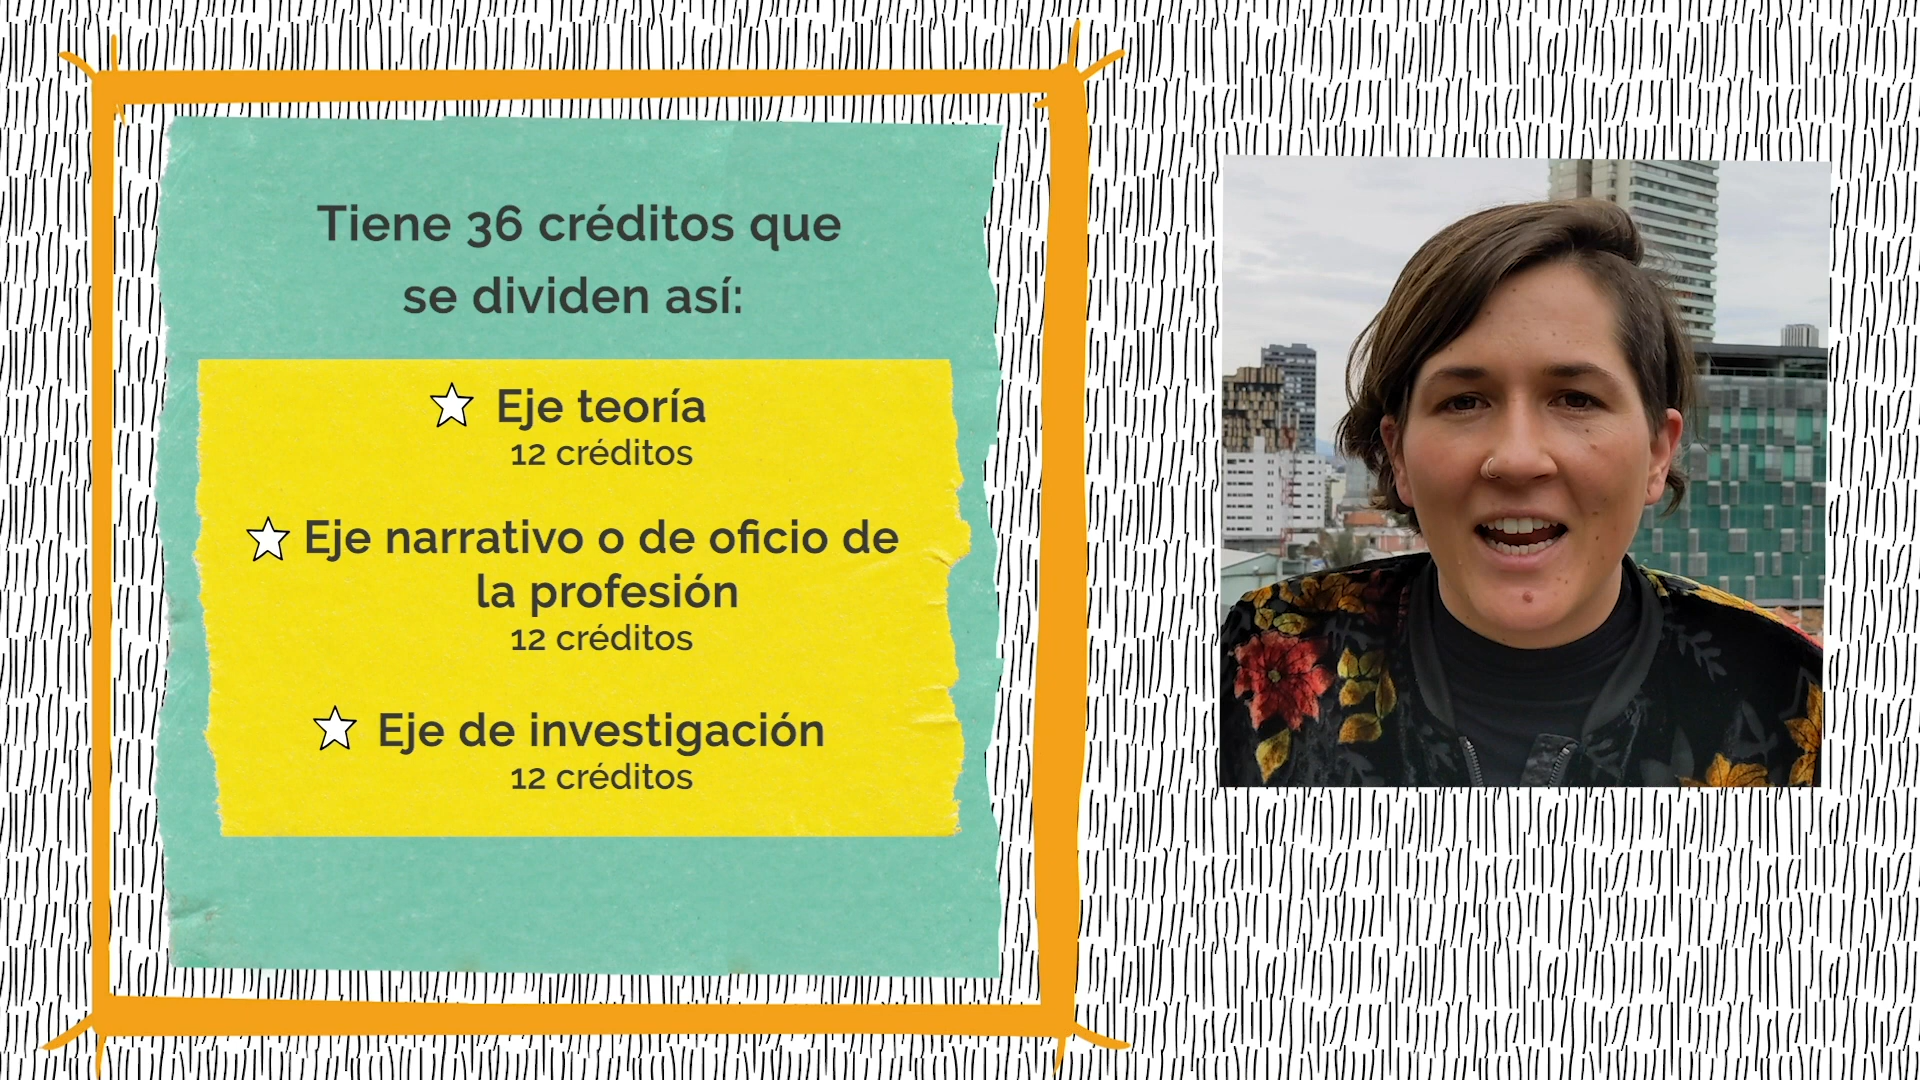 Tiene 36 créditos que
se dividen así:
Eje teoría
12 créditos
Eje narrativo o de oficio de
la profesión
12 créditos
Eje de investigación
12 créditos